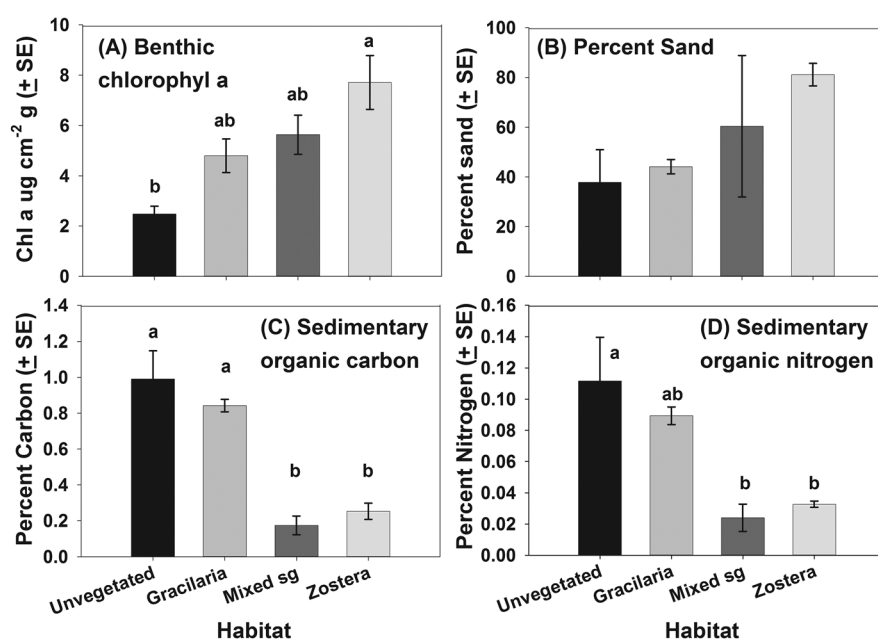 (A) Benthic
chlorophyl a
Chl a ug cm-2 g (± SE)
10
8
6
4
2
0
b
ab
ab
a
(B) Percent Sand
Percent sand (± SE)
100
80
60
40
20
0
(C) Sedimentary
organic carbon
Percent Carbon (± SE)
1.4
1.2
1.0
0.8
0.6
0.4
0.2
0.0
a
a
b
b
Unvegetated
Gracilaria
Mixed sg
Zostera
Habitat
(D) Sedimentary
organic nitrogen
Percent Nitrogen (± SE)
0.16
0.14
0.12
0.10
0.08
0.06
0.04
0.02
0.00
a
ab
b
b
Unvegetated
Gracilaria
Mixed sg
Zostera
Habitat